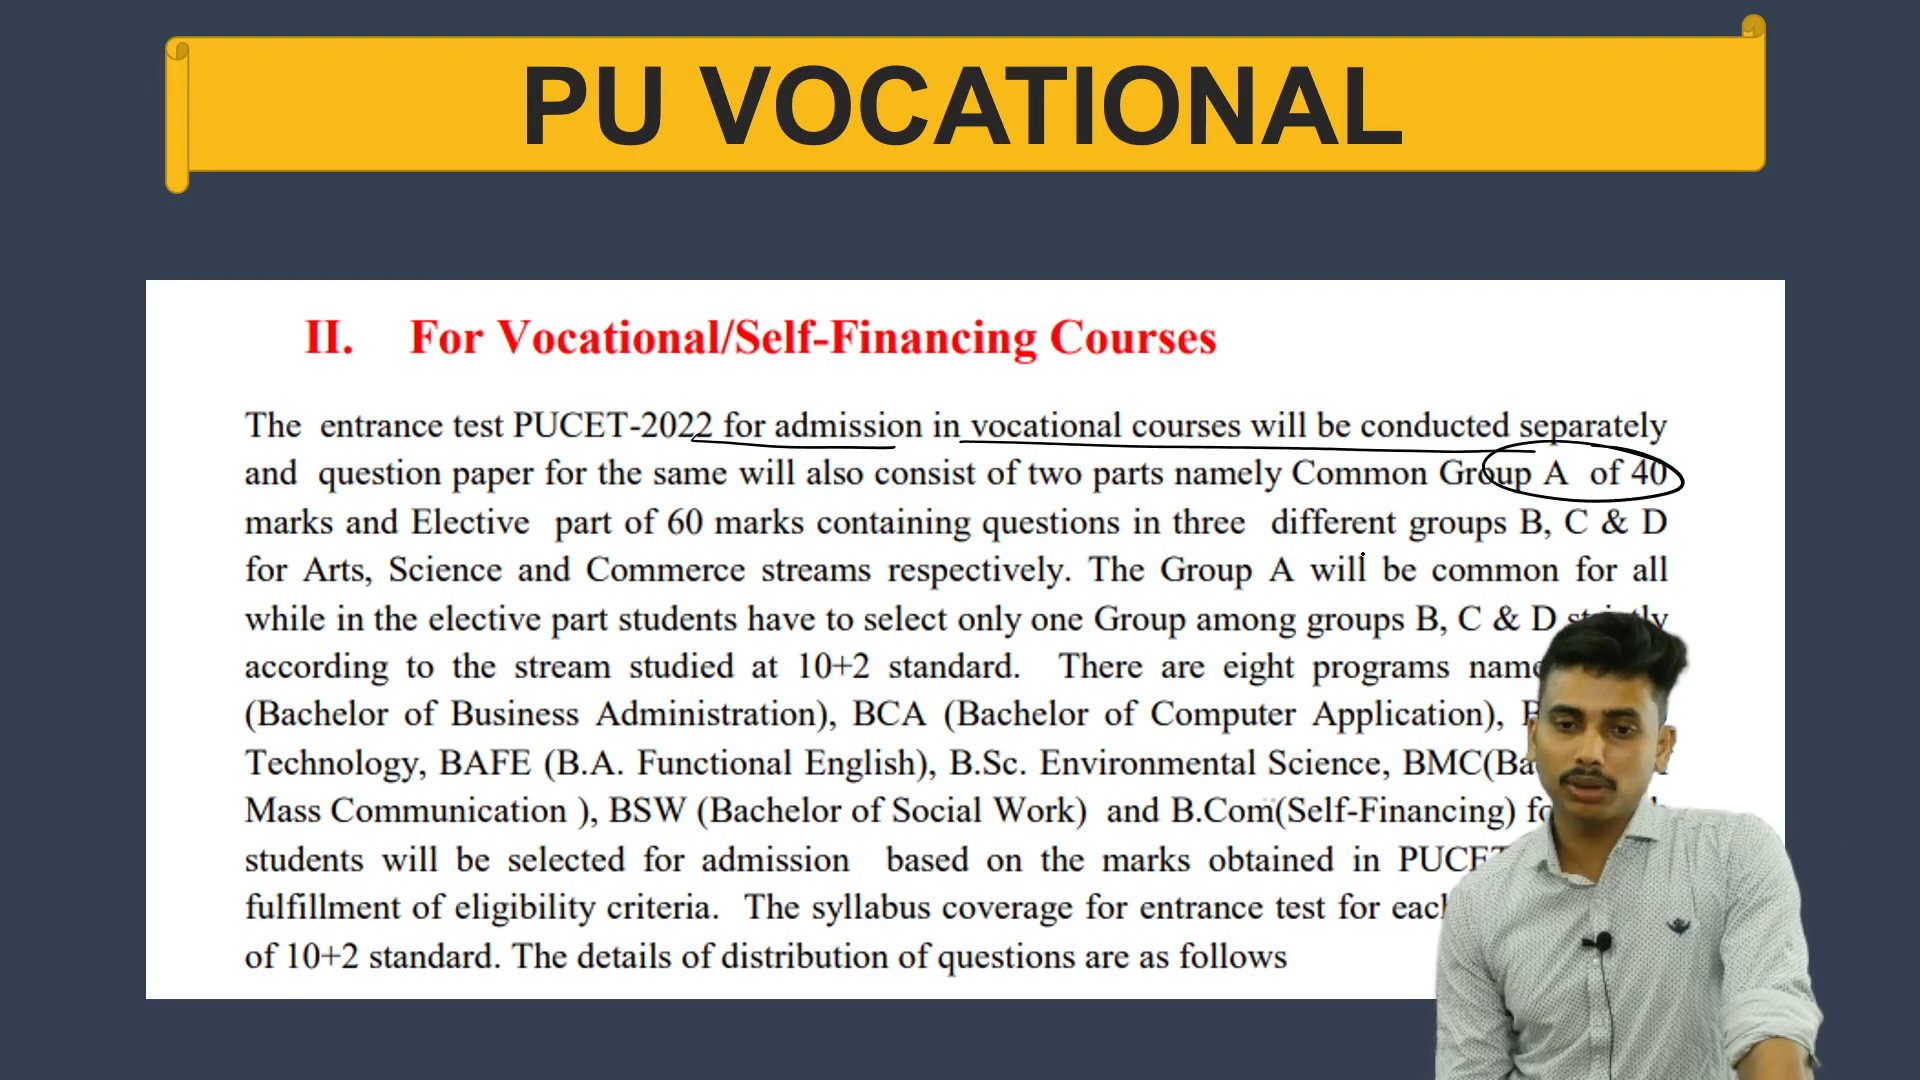 PU VOCATIONAL
II. For Vocational/Self-Financing Courses
The entrance test PUCET-2022 for admission in vocational courses will be conducted separately
and question paper for the same will also consist of two parts namely Common Group A of 40
marks and Elective part of 60 marks containing questions in three different groups B, C & D
for Arts, Science and Commerce streams respectively. The Group A will be common for all
while in the elective part students have to select only one Group among groups B, C & D
according to the stream studied at 10+2 standard. There are eight programs
(Bachelor of Business Administration), BCA (Bachelor of Computer Application),
Technology, BAFE (B.A. Functional English), B.Sc. Environmental Science,
Mass Communication ), BSW (Bachelor of Social Work) and B.Com(Self-Financing)
students will be selected for admission based on the marks obtained in
fulfillment of eligibility criteria. The syllabus coverage for entrance test for
of 10+2 standard. The details of distribution of questions are as follows